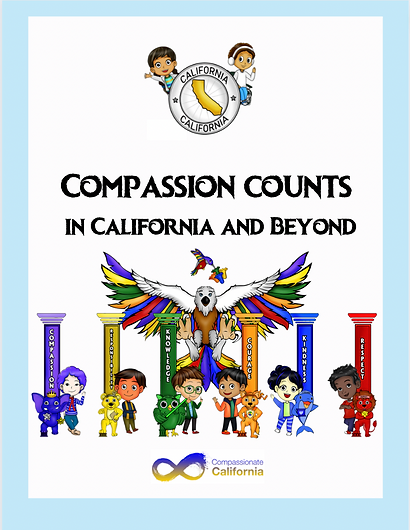 CALIFORNIA
CALIFORNIA
COMPASSION COUNTS
IN CALIFORNIA AND BEYOND
COMPASSION
KNOWLEDGE
COURAGE
KINDNESS
RESPECT
Compassionate
California